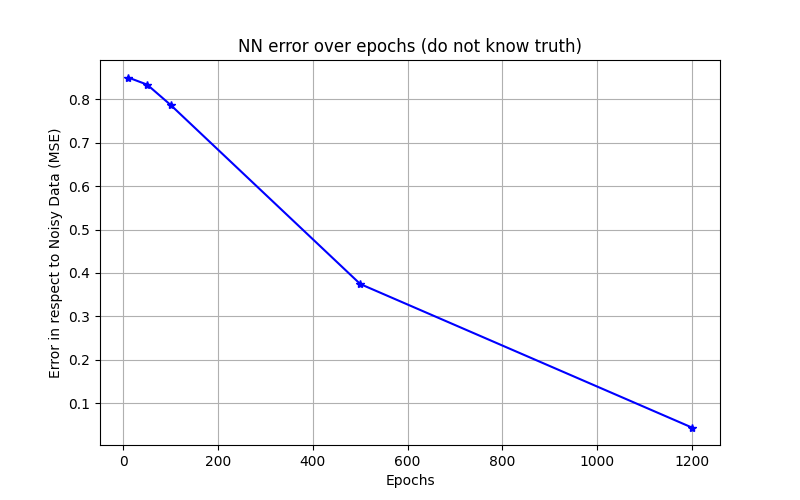 NN error over epochs (do not know truth)
Error in respect to Noisy Data (MSE)
0.8
0.7
0.6
0.5
0.4
0.3
0.2
0.1
0 200 400 600 800 1000 1200
Epochs